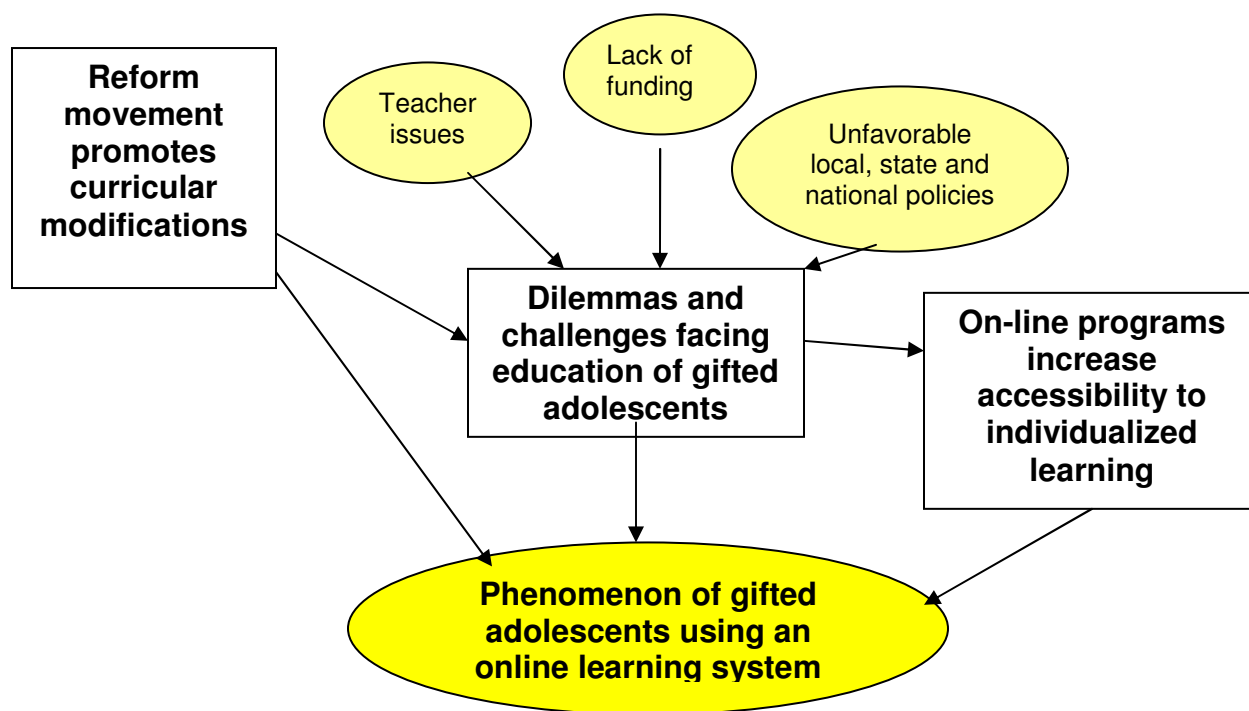 Reform
movement
promotes
curricular
modifications
Teacher
issues
Lack of
funding
Unfavorable
local, state and
national policies
Dilemmas and
challenges facing
education of gifted
adolescents
On-line programs
increase
accessibility to
individualized
learning
Phenomenon of gifted
adolescents using an
online learning system